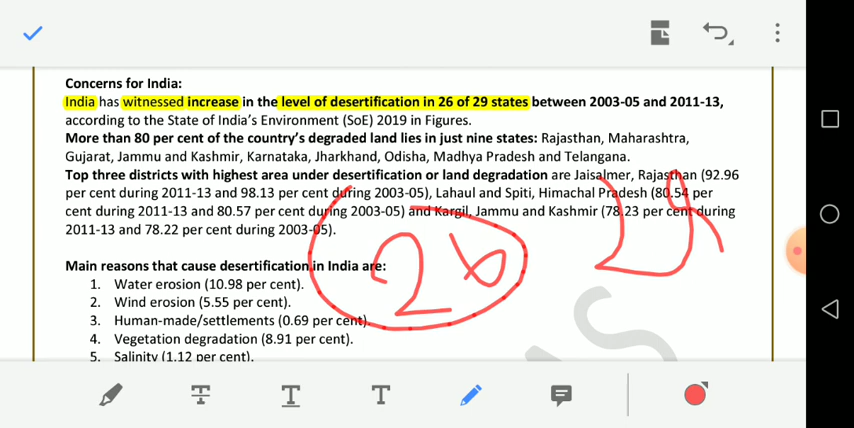 Concerns for India:
India has witnessed increase in the level of desertification in 26 of 29 states between 2003-05 and 2011-13,
according to the State of India's Environment (SoE) 2019 in Figures.
More than 80 per cent of the country's degraded land lies in just nine states: Rajasthan, Maharashtra,
Gujarat, Jammu and Kashmir, Karnataka, Jharkhand, Odisha, Madhya Pradesh and Telangana.
Top three districts with highest area under desertification or land degradation are Jaisalmer, Rajasthan (92.96
per cent during 2011-13 and 98.13 per cent during 2003-05), Lahaul and Spiti, Himachal Pradesh (80.54 per
cent during 2011-13 and 80.57 per cent during 2003-05) and Kargil, Jammu and Kashmir (78.23 per cent during
2011-13 and 78.22 per cent during 2003-05).
26 29
Main reasons that cause desertification in India are:
1. Water erosion (10.98 per cent).
2. Wind erosion (5.55 per cent).
3. Human-made/settlements (0.69 per cent).
4. Vegetation degradation (8.91 per cent).
5. Salinity (1.12 per cent).
T T